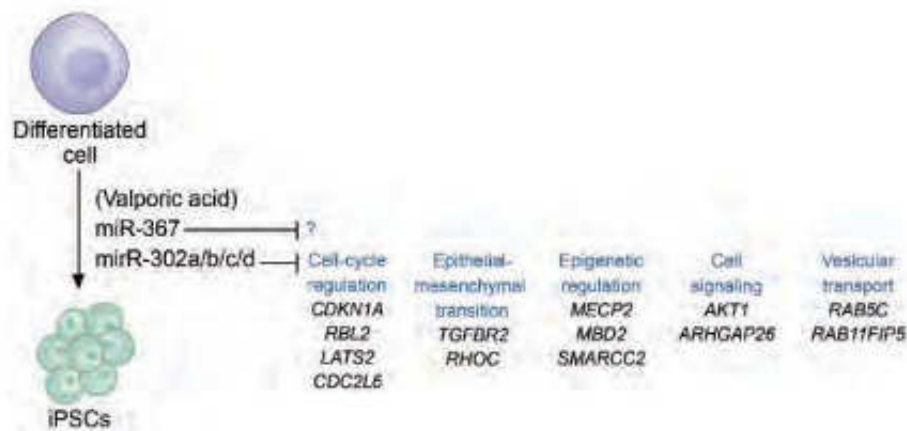 Differentiated
cell
(Valporic acid)
miR-367
?
mirR-302a/b/c/d
Cell-cycle
regulation
CDKN1A
RBL2
LATS2
CDC2L6
Epithelial-
mesenchymal
transition
TGFBR2
RHOC
Epigenetic
regulation
MECP2
MBD2
SMARCC2
Cell
signaling
AKT1
ARHGAP26
Vesicular
transport
RAB5C
RAB11FIP5
iPSCs